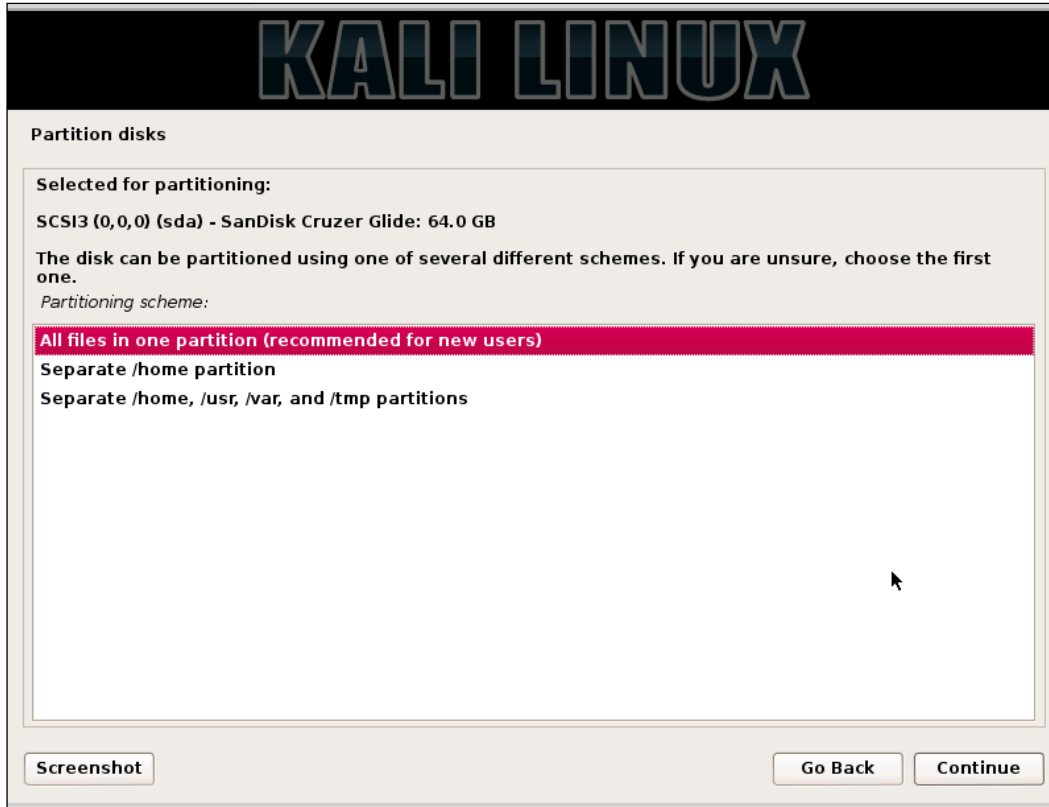 KALI LINUX
Partition disks
Selected for partitioning:
SCSI3 (0,0,0) (sda) - SanDisk Cruzer Glide: 64.0 GB
The disk can be partitioned using one of several different schemes. If you are unsure, choose the first
one.
Partitioning scheme:
All files in one partition (recommended for new users)
Separate /home partition
Separate /home, /usr, /var, and /tmp partitions
Screenshot
Go Back
Continue